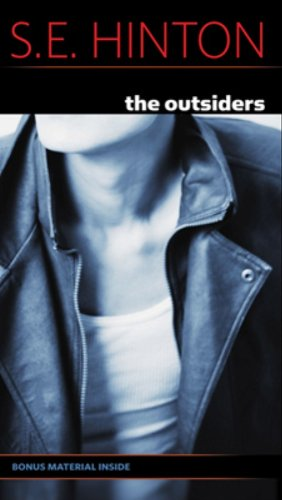 S.E. HINTON
the outsiders
BONUS MATERIAL INSIDE